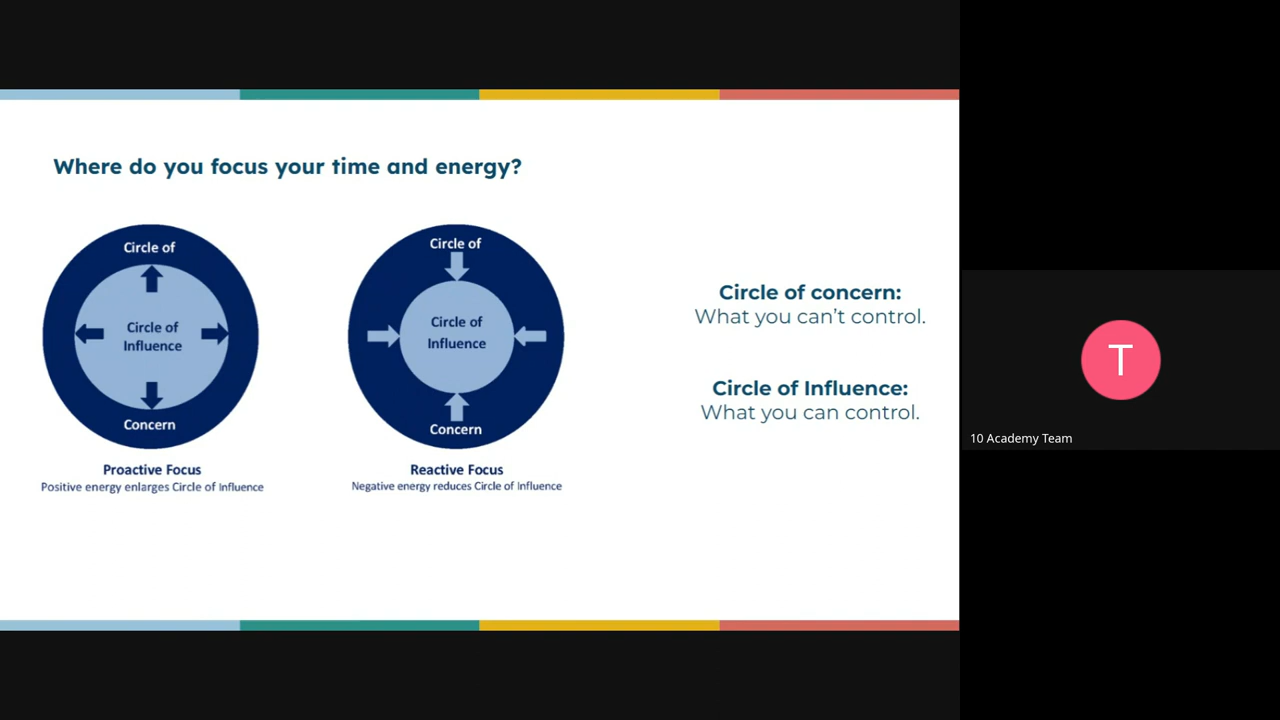 Where do you focus your time and energy?
Circle of
Circle of
Influence
Concern
Proactive Focus
Positive energy enlarges Circle of Influence
Circle of
Circle of
Influence
Concern
Reactive Focus
Negative energy reduces Circle of Influence
Circle of concern:
What you can’t control.
Circle of Influence:
What you can control.
T
10 Academy Team